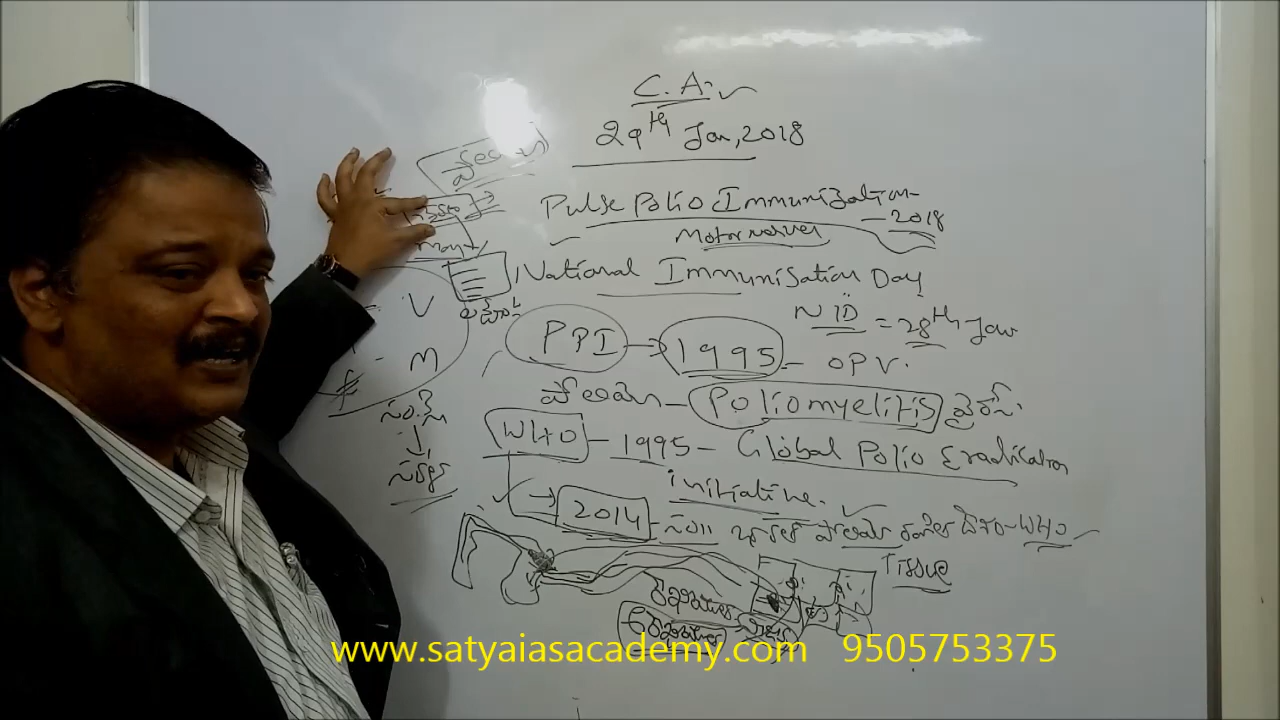 C.A.
29th Jan, 2018
Pulse Polio Immunization - 2018
Motor nerves
National Immunisation Day
NID = 28th Jan
PPI → 1995 - OPV.
V
M
పోలియో - Poliomyelitis వైరస్
WHO - 1995 - Global Polio Eradication
initiative.
→ 2014 - సం॥ భారత్ పోలియో రహిత దేశం - WHO
Tissue
www.satyaiasacademy.com 9505753375